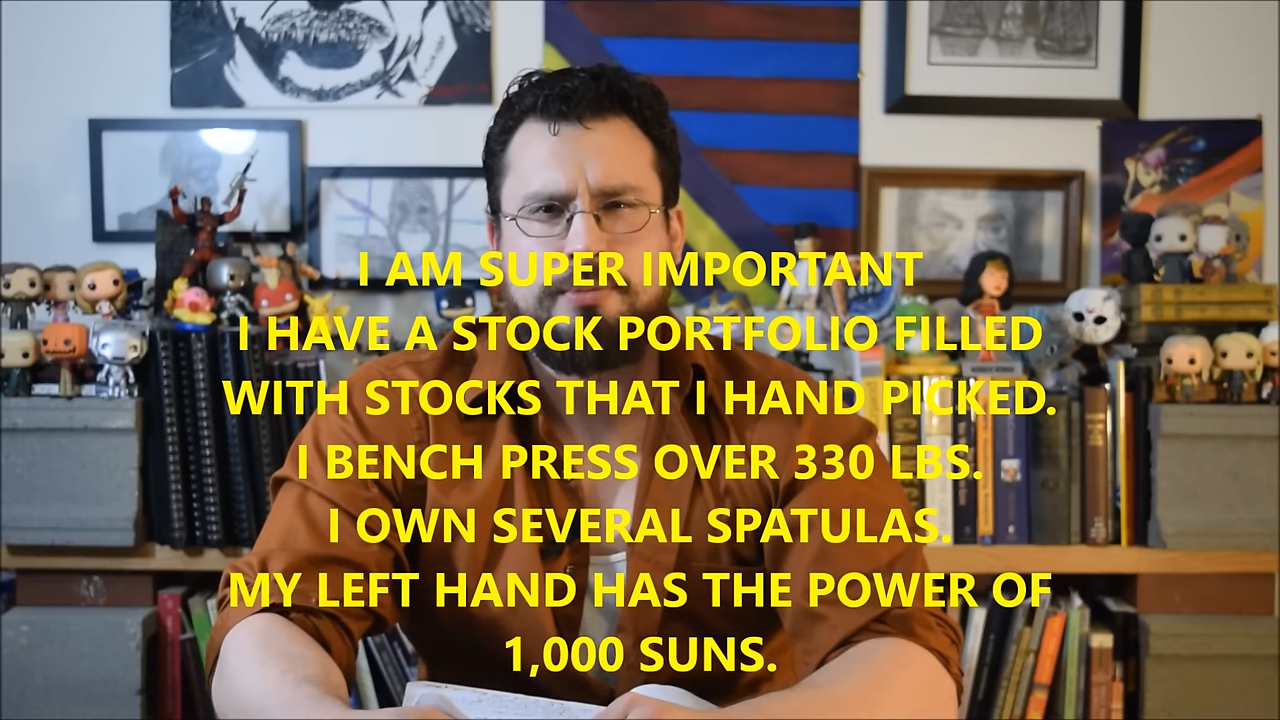 I AM SUPER IMPORTANT
I HAVE A STOCK PORTFOLIO FILLED
WITH STOCKS THAT I HAND PICKED.
I BENCH PRESS OVER 330 LBS.
I OWN SEVERAL SPATULAS.
MY LEFT HAND HAS THE POWER OF
1,000 SUNS.